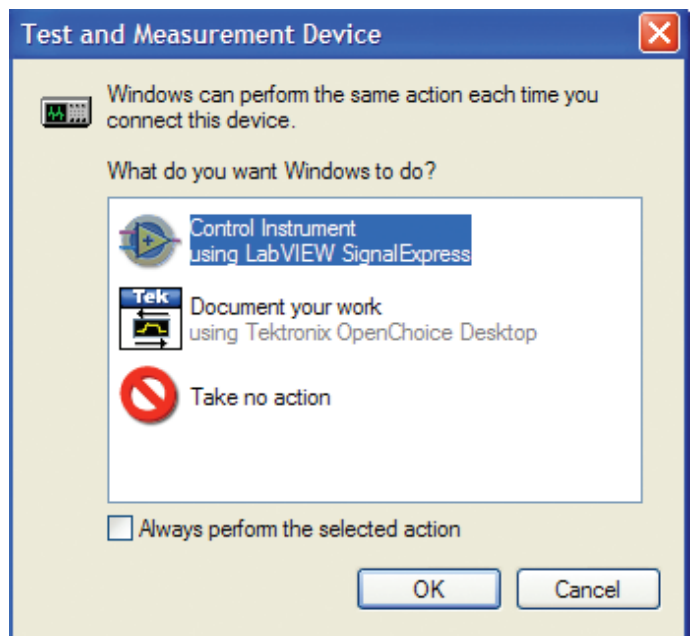 Test and Measurement Device
Windows can perform the same action each time you
connect this device.
What do you want Windows to do?
Control Instrument
using LabVIEW SignalExpress
Tek
Document your work
using Tektronix OpenChoice Desktop
Take no action
Always perform the selected action
OK
Cancel